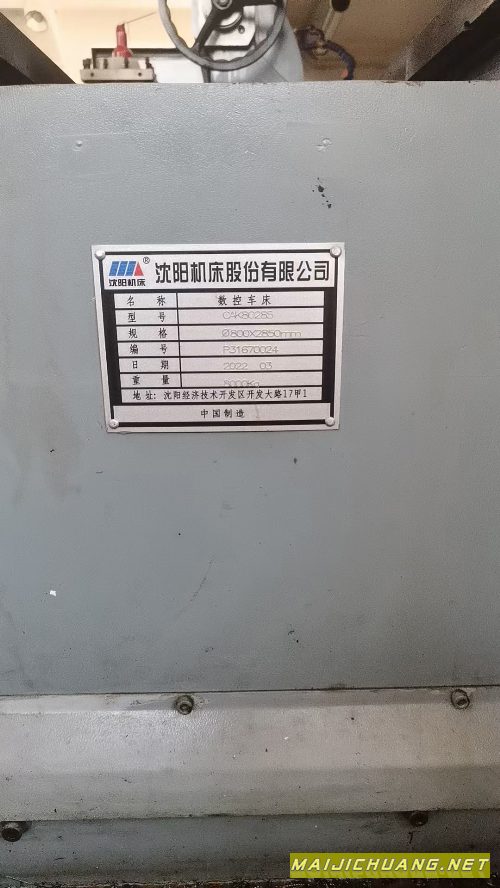 沈阳机床® 沈阳机床股份有限公司
名 称 数控车床
型 号 CAK80285
规 格 Ø800X2850mm
编 号 P31670024
日 期 2022 03
重 量 5000Kg
地 址: 沈阳经济技术开发区开发大路17甲1
中国制造
MAIJICHUANG.NET